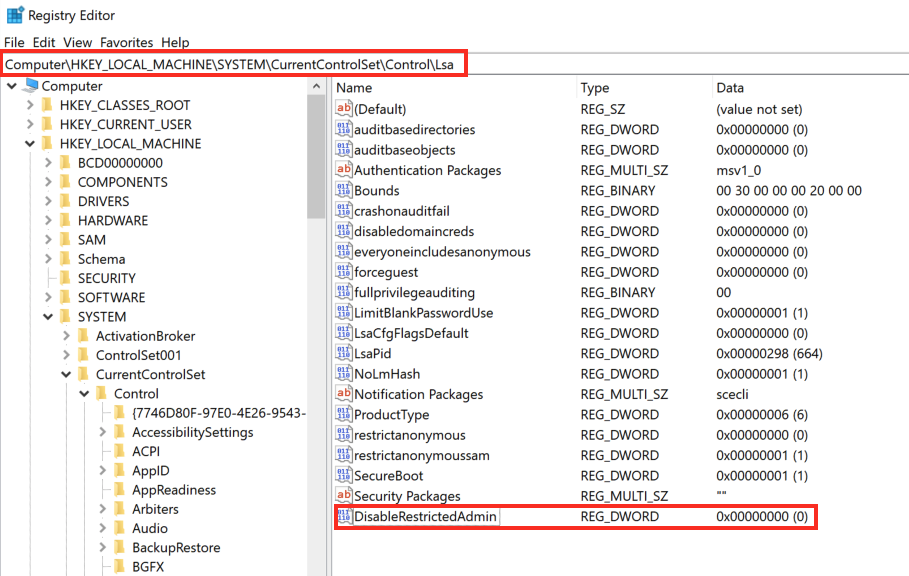 Registry Editor
File Edit View Favorites Help
Computer\HKEY_LOCAL_MACHINE\SYSTEM\CurrentControlSet\Control\Lsa
Computer
HKEY_CLASSES_ROOT
HKEY_CURRENT_USER
HKEY_LOCAL_MACHINE
BCD00000000
COMPONENTS
DRIVERS
HARDWARE
SAM
Schema
SECURITY
SOFTWARE
SYSTEM
ActivationBroker
ControlSet001
CurrentControlSet
Control
{7746D80F-97E0-4E26-9543-
AccessibilitySettings
ACPI
AppID
AppReadiness
Arbiters
Audio
BackupRestore
BGFX
Name Type Data
(Default) REG_SZ (value not set)
auditbasedirectories REG_DWORD 0x00000000 (0)
auditbaseobjects REG_DWORD 0x00000000 (0)
Authentication Packages REG_MULTI_SZ msv1_0
Bounds REG_BINARY 00 30 00 00 00 20 00 00
crashonauditfail REG_DWORD 0x00000000 (0)
disabledomaincreds REG_DWORD 0x00000000 (0)
everyoneincludesanonymous REG_DWORD 0x00000000 (0)
forceguest REG_DWORD 0x00000000 (0)
fullprivilegeauditing REG_BINARY 00
LimitBlankPasswordUse REG_DWORD 0x00000001 (1)
LsaCfgFlagsDefault REG_DWORD 0x00000000 (0)
LsaPid REG_DWORD 0x00000298 (664)
NoLmHash REG_DWORD 0x00000001 (1)
Notification Packages REG_MULTI_SZ scecli
ProductType REG_DWORD 0x00000006 (6)
restrictanonymous REG_DWORD 0x00000000 (0)
restrictanonymoussam REG_DWORD 0x00000001 (1)
SecureBoot REG_DWORD 0x00000001 (1)
Security Packages REG_MULTI_SZ ""
DisableRestrictedAdmin REG_DWORD 0x00000000 (0)